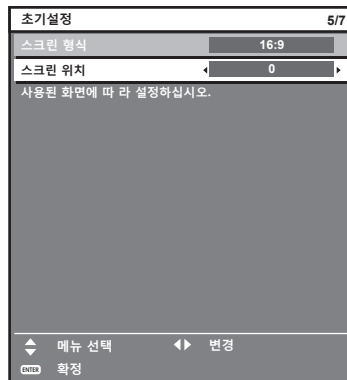 초기설정 5/7
스크린 형식 16:9
스크린 위치 0
사용된 화면에 따 라 설정하십시오.
메뉴 선택 변경
ENTER 확정